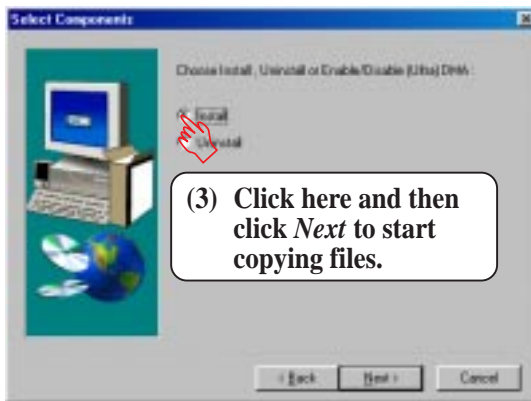 Select Components
Choose Install, Uninstall or Enable/Disable (Ultra) DMA :
Install
Uninstall
(3) Click here and then
click Next to start
copying files.
< Back Next > Cancel